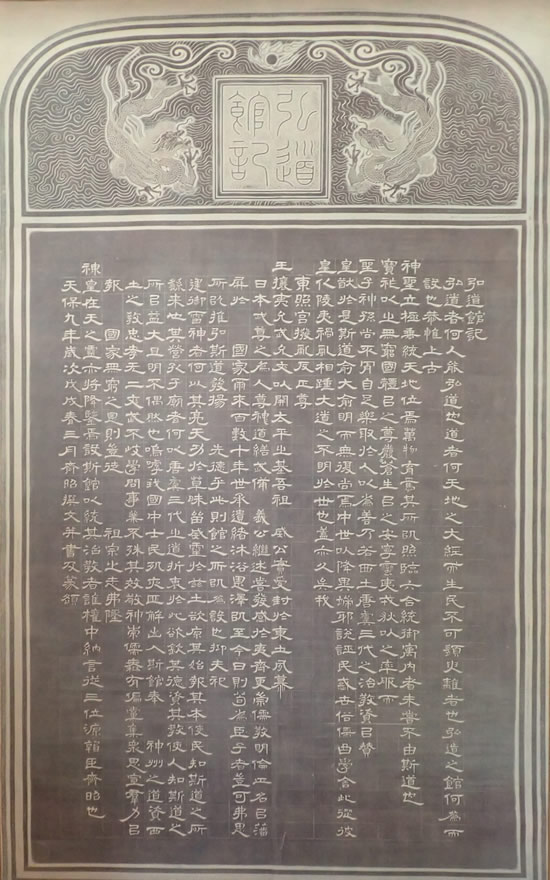 弘道館記
弘道館記
弘道者何人能弘道也道者何天地之大經而生民不可須臾離者也弘道之館何為而
設也恭惟上古
神聖立極垂統天地位焉萬物育焉其所以照臨六合統御寓内者未嘗不由斯道也
寶祚以之無窮國體以之尊嚴蒼生以之安寧蠻夷戎狄以之率服而
聖子神孫尚不肯自足樂取於人以為善乃若西土唐虞三代之治教資以賛
皇猷於是斯道愈大愈明而無復尚焉中世以降異端邪説誣民惑世俗儒曲學舍此從彼
皇化陵夷禍亂相踵大道之不明於世也蓋亦久矣我
東照宮撥亂反正尊
王攘夷允武允文以開太平之基吾祖 威公實受封於東土夙慕
日本武尊之為人尊神道繕武備 義公繼述嘗發感於夷齊更崇儒教明倫正名以藩
屏於 國家爾來百數十年世承遺緒沐浴恩澤以至今日則苟為臣子者豈可弗思
所以推弘斯道發揚 先德乎此則館之所以為設也抑夫祀
建御雷神者何以其亮天功於草昧留威靈於茲土欲原其始報其本使民知斯道之所
繇來也其營孔子廟者何以唐虞三代之道折衷於此欲欽其德資其教使人知斯道之
所以益大且明不偶然也嗚呼我國中士民夙夜匪解出入斯館奉 神州之道資西
土之教忠孝无二文武不岐學問事業不殊其效敬神崇儒無有偏黨集衆思宣群力以
報 國家無窮之恩則豈徒 祖宗之志弗墜
神皇在天之靈亦將降鑒焉設斯館以統其治教者誰權中納言從三位源朝臣齊昭也
天保九年歳次戊戌春三月齊昭撰文并書及篆額